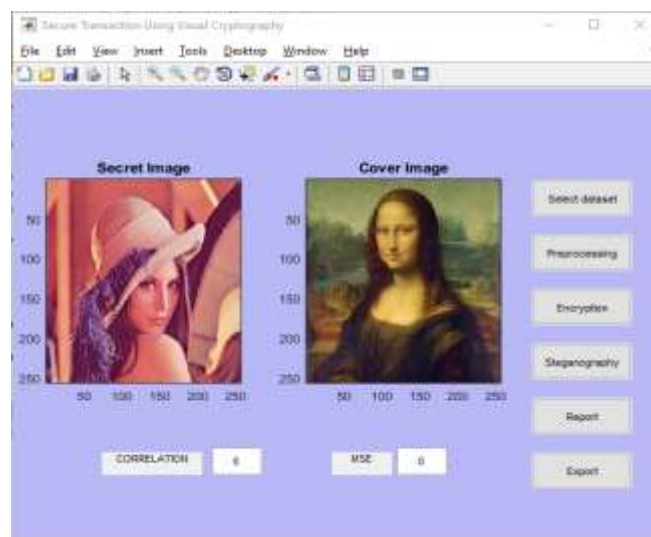 Secure Transaction Using Visual Cryptography
File Edit View Insert Tools Desktop Window Help
Secret Image
Cover Image
50
100
150
200
250
50 100 150 200 250
50
100
150
200
250
50 100 150 200 250
Select dataset
Preprocessing
Encryption
Steganography
Report
Export
CORRELATION
MSE